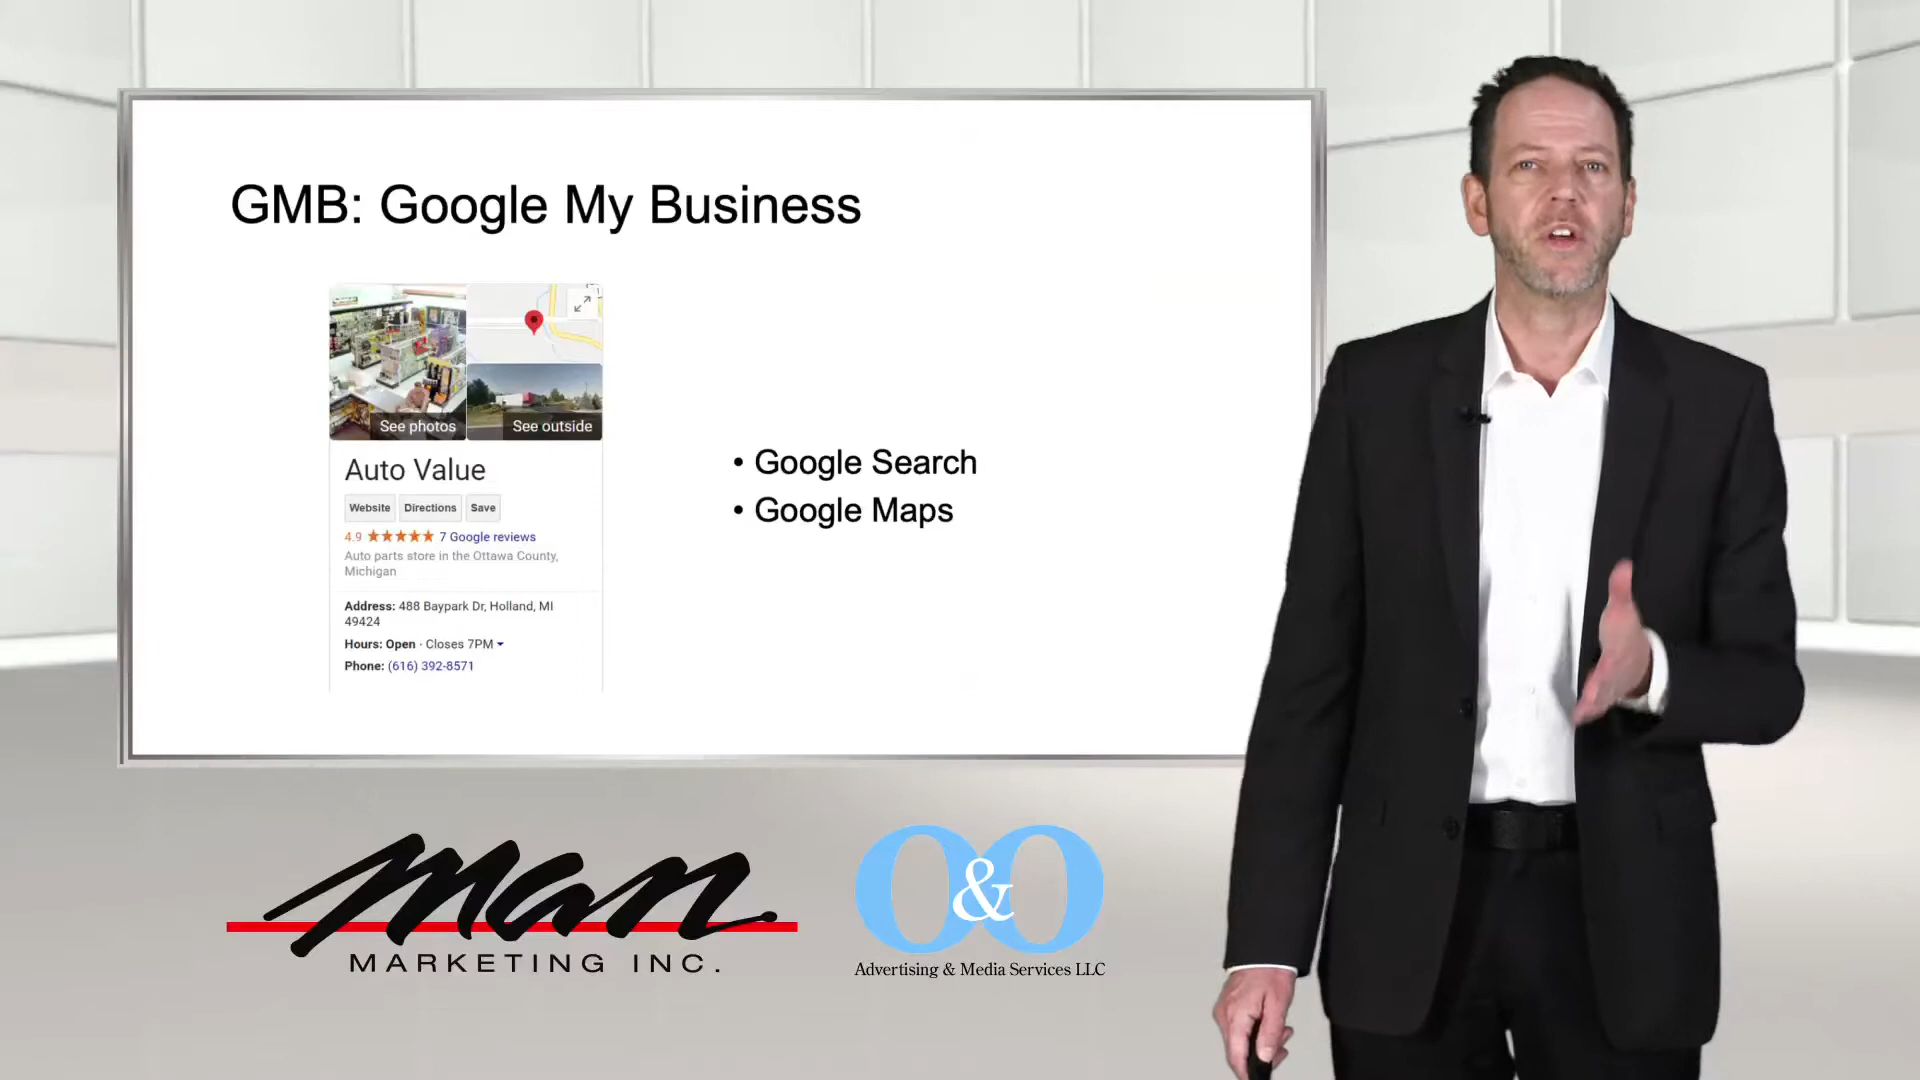 GMB: Google My Business
See photos
See outside
Auto Value
Website
Directions
Save
4.9 ★★★★★ 7 Google reviews
Auto parts store in the Ottawa County,
Michigan
Address: 488 Baypark Dr, Holland, MI
49424
Hours: Open · Closes 7PM
Phone: (616) 392-8571
• Google Search
• Google Maps
man
MARKETING INC.
O&O
Advertising & Media Services LLC